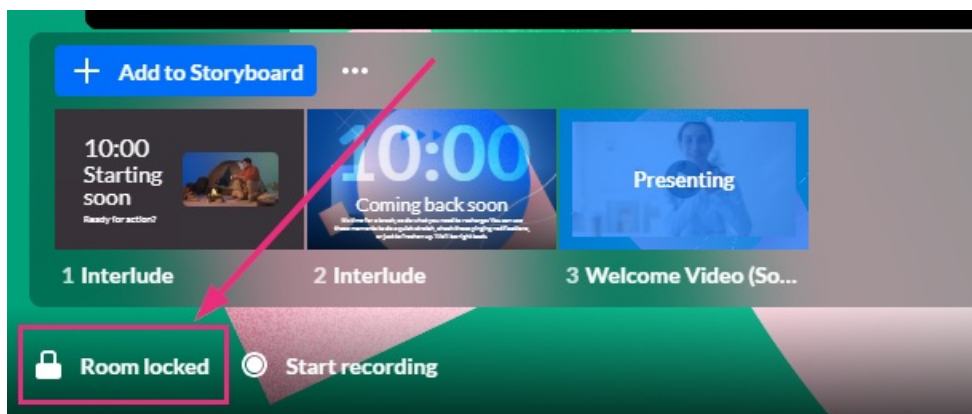 Add to Storyboard
10:00
Starting
soon
Ready for action?
10:00
Coming back soon
Presenting
1 Interlude
2 Interlude
3 Welcome Video (So...
Room locked
Start recording